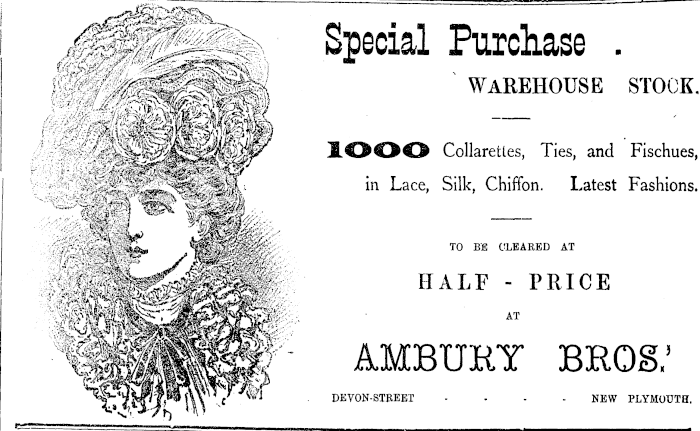 Special Purchase .
WAREHOUSE STOCK.
1000 Collarettes, Ties, and Fischues,
in Lace, Silk, Chiffon. Latest Fashions.
TO BE CLEARED AT
HALF - PRICE
AT
AMBURY BROS.'
DEVON-STREET - - - - NEW PLYMOUTH.